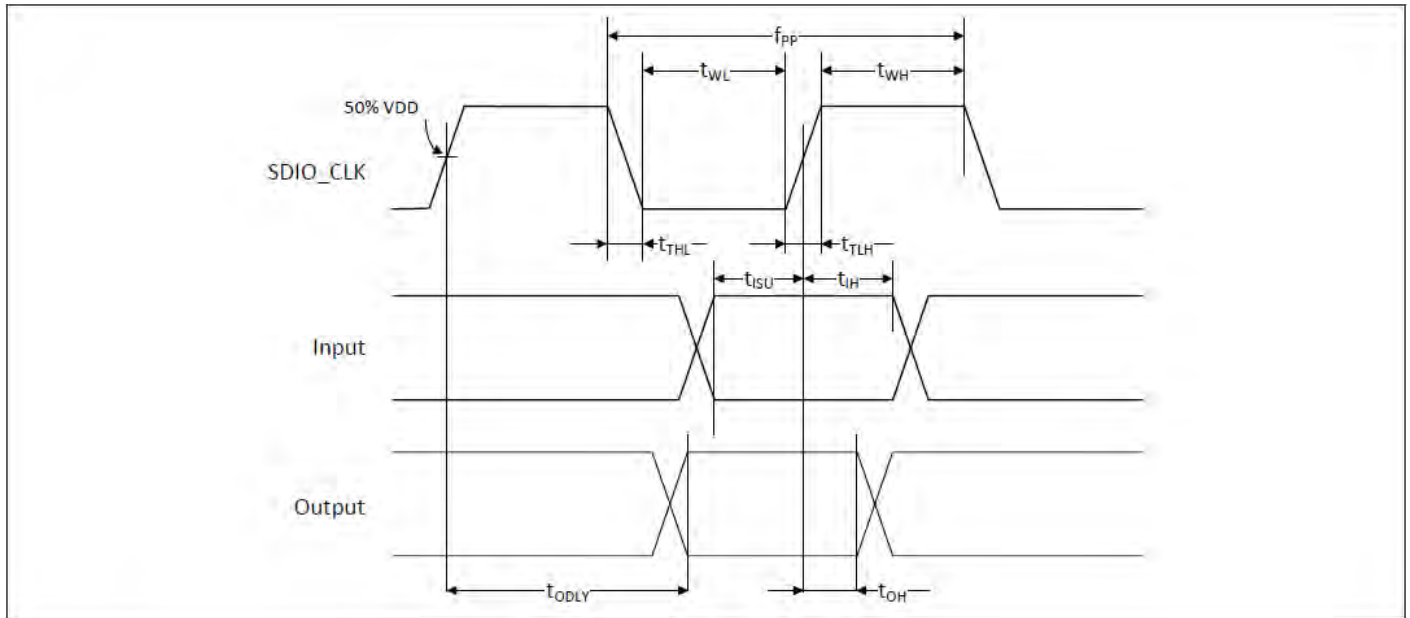 fPP
tWL
tWH
50% VDD
SDIO_CLK
tTHL
tTLH
tISU
tIH
Input
Output
tODLY
tOH